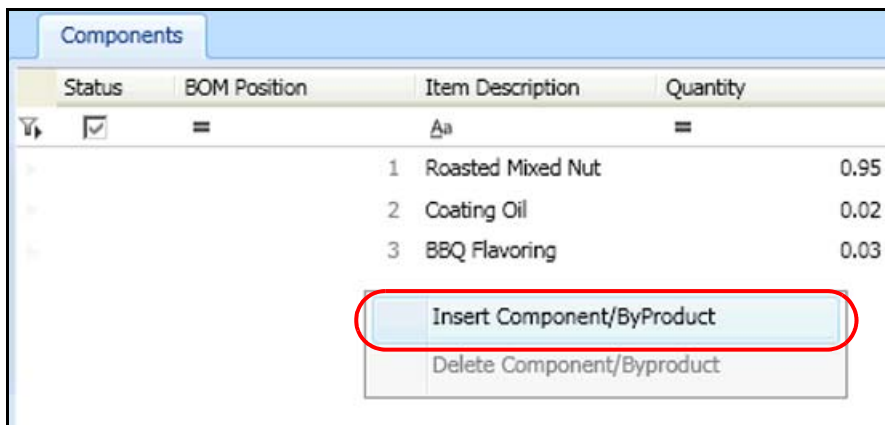 Components
Status BOM Position Item Description Quantity
= Aa =
1 Roasted Mixed Nut 0.95
2 Coating Oil 0.02
3 BBQ Flavoring 0.03
Insert Component/ByProduct
Delete Component/Byproduct